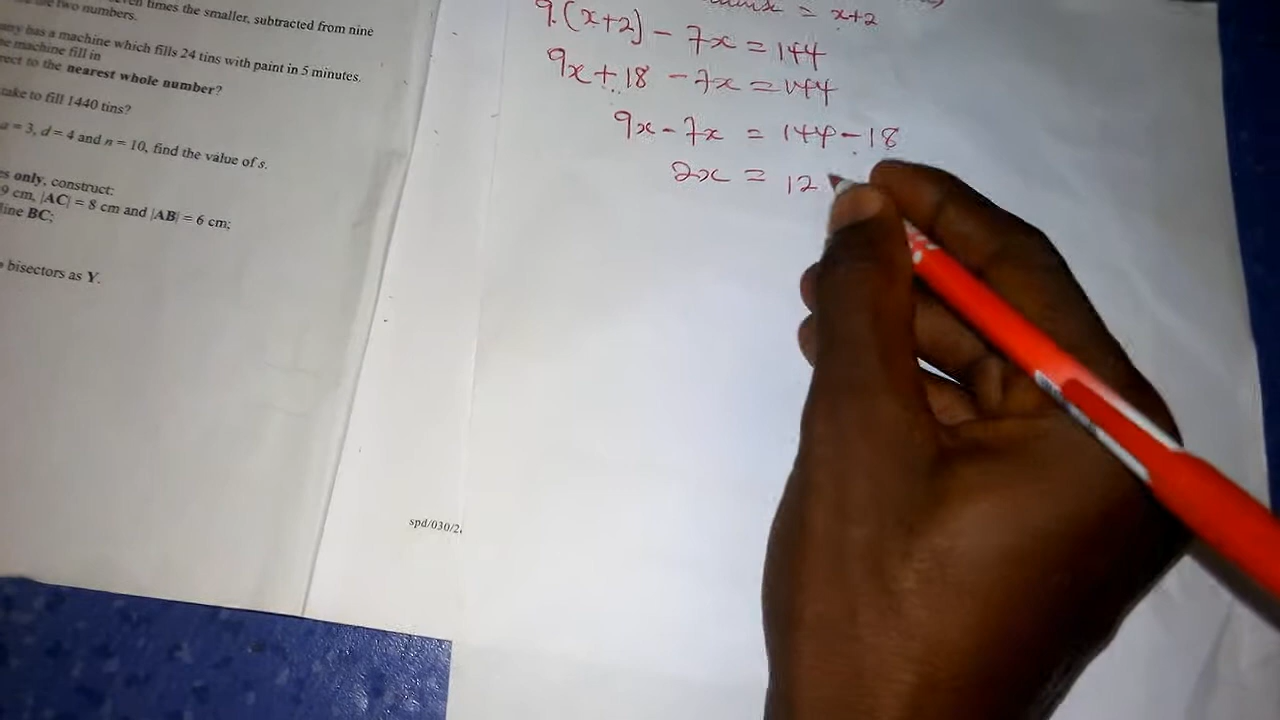 times the smaller, subtracted from nine
two numbers.
has a machine which fills 24 tins with paint in 5 minutes.
machine fill in
to the nearest whole number?
take to fill 1440 tins?
a = 3, d = 4 and n = 10, find the value of s.
only, construct:
9 cm, |AC| = 8 cm and |AB| = 6 cm;
line BC;
bisectors as Y.
spd/030/2
= x+2
9.(x+2) - 7x = 144
9x + 18 - 7x = 144
9x - 7x = 144 - 18
2x = 12